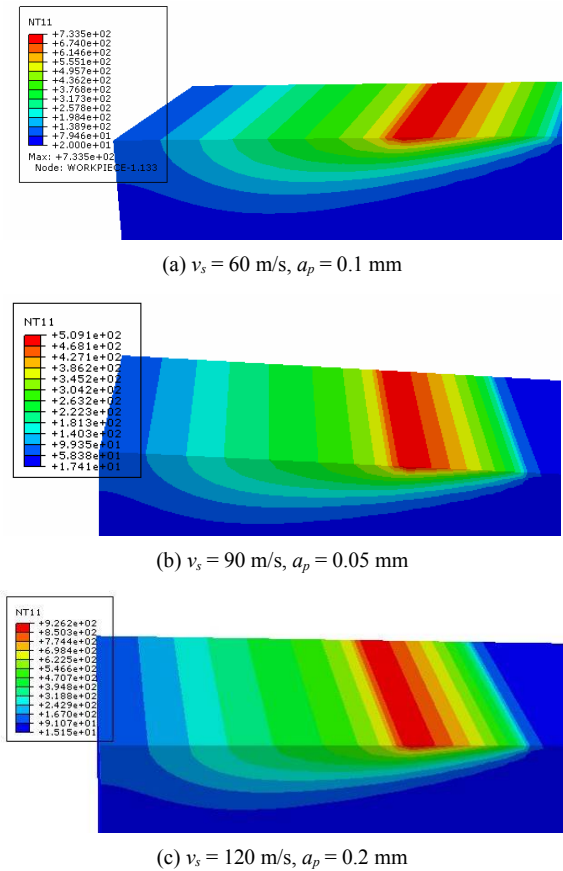 NT11
+7.335e+02
+6.740e+02
+6.146e+02
+5.551e+02
+4.957e+02
+4.362e+02
+3.768e+02
+3.173e+02
+2.578e+02
+1.984e+02
+1.389e+02
+7.946e+01
+2.000e+01
Max: +7.335e+02
Node: WORKPIECE-1.133
(a) vₛ = 60 m/s, aₚ = 0.1 mm
NT11
+5.091e+02
+4.681e+02
+4.271e+02
+3.862e+02
+3.452e+02
+3.042e+02
+2.632e+02
+2.223e+02
+1.813e+02
+1.403e+02
+9.935e+01
+5.838e+01
+1.741e+01
(b) vₛ = 90 m/s, aₚ = 0.05 mm
NT11
+9.262e+02
+8.503e+02
+7.744e+02
+6.984e+02
+6.225e+02
+5.466e+02
+4.707e+02
+3.948e+02
+3.188e+02
+2.429e+02
+1.670e+02
+9.107e+01
+1.515e+01
(c) vₛ = 120 m/s, aₚ = 0.2 mm